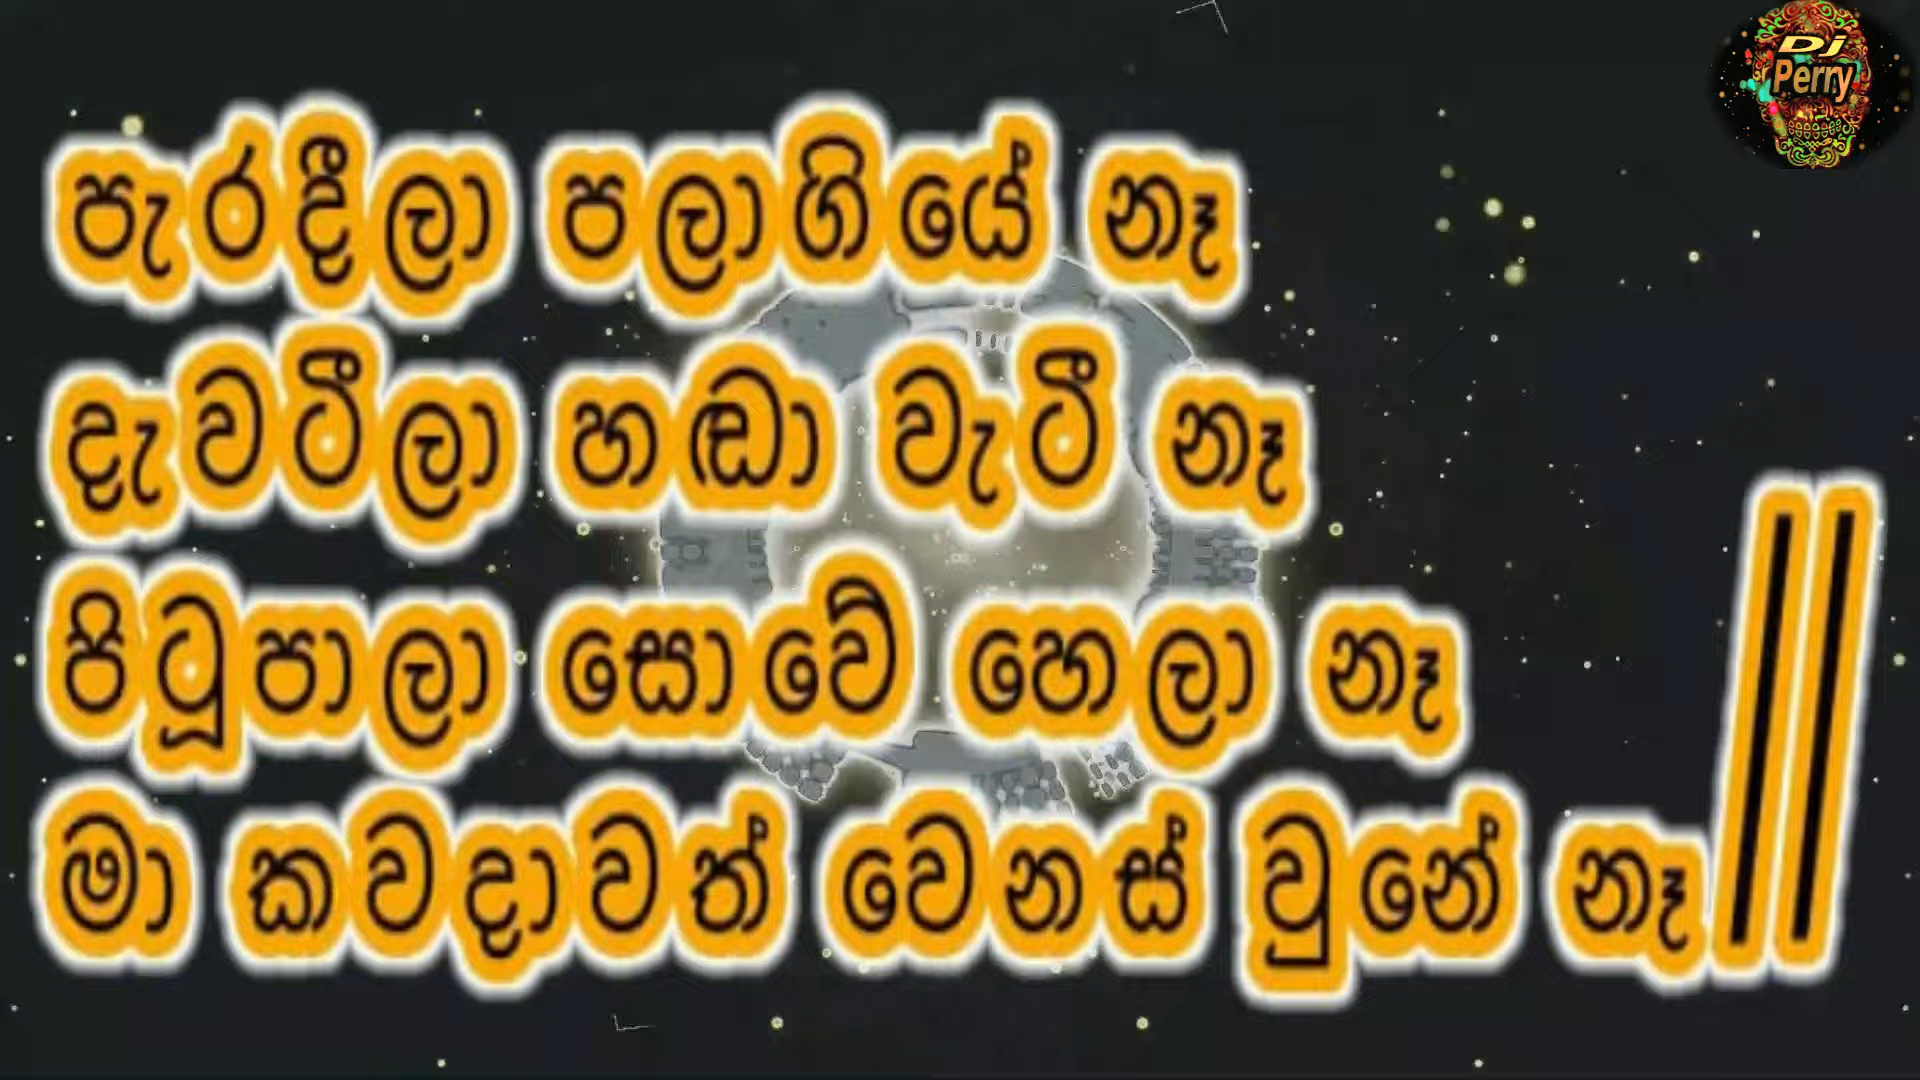 Dj
Perry
පැරදීලා පලාගියේ නෑ
දැවටීලා හඬා වැටී නෑ
පිටුපාලා සොවේ හෙලා නෑ
මා කවදාවත් වෙනස් වුනේ නෑ ||